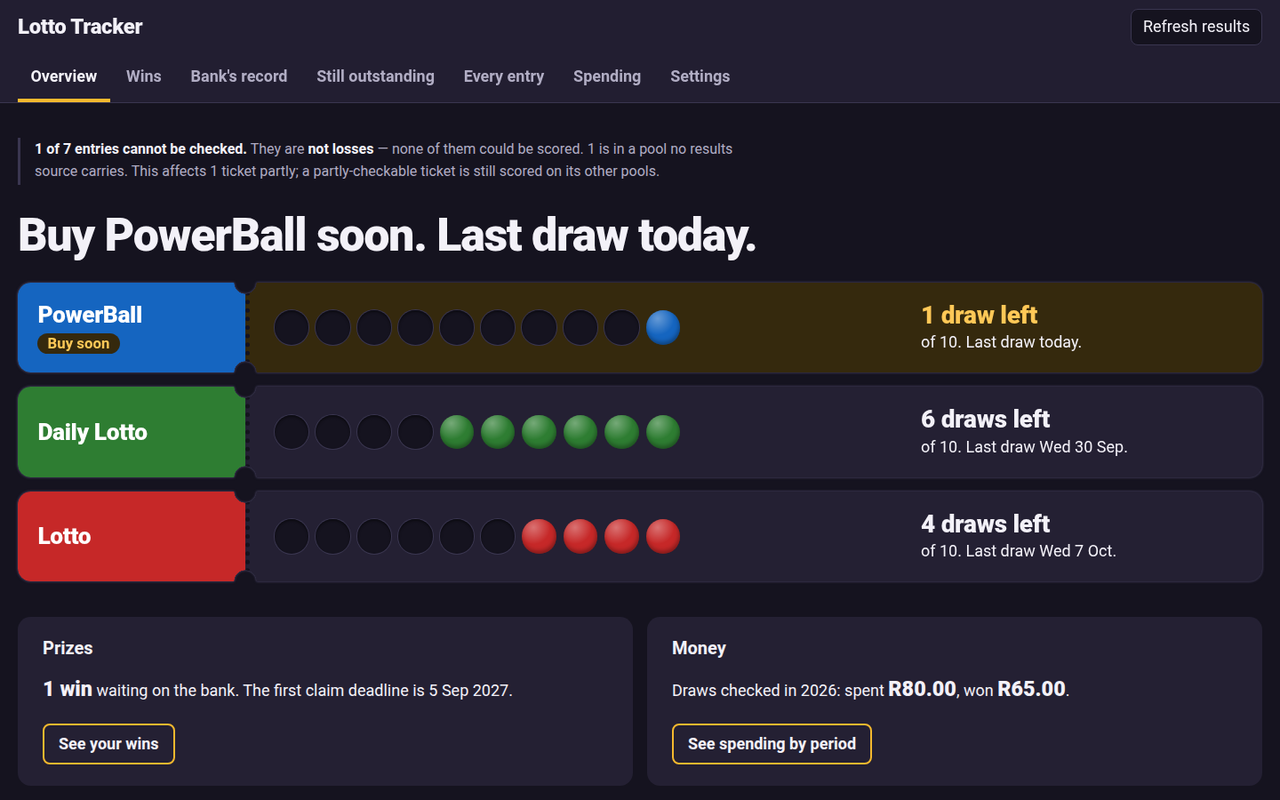 Lotto Tracker
Refresh results
Overview
Wins
Bank's record
Still outstanding
Every entry
Spending
Settings
1 of 7 entries cannot be checked. They are not losses — none of them could be scored. 1 is in a pool no results
source carries. This affects 1 ticket partly; a partly-checkable ticket is still scored on its other pools.
Buy PowerBall soon. Last draw today.
PowerBall
Buy soon
1 draw left
of 10. Last draw today.
Daily Lotto
6 draws left
of 10. Last draw Wed 30 Sep.
Lotto
4 draws left
of 10. Last draw Wed 7 Oct.
Prizes
1 win waiting on the bank. The first claim deadline is 5 Sep 2027.
See your wins
Money
Draws checked in 2026: spent R80.00, won R65.00.
See spending by period